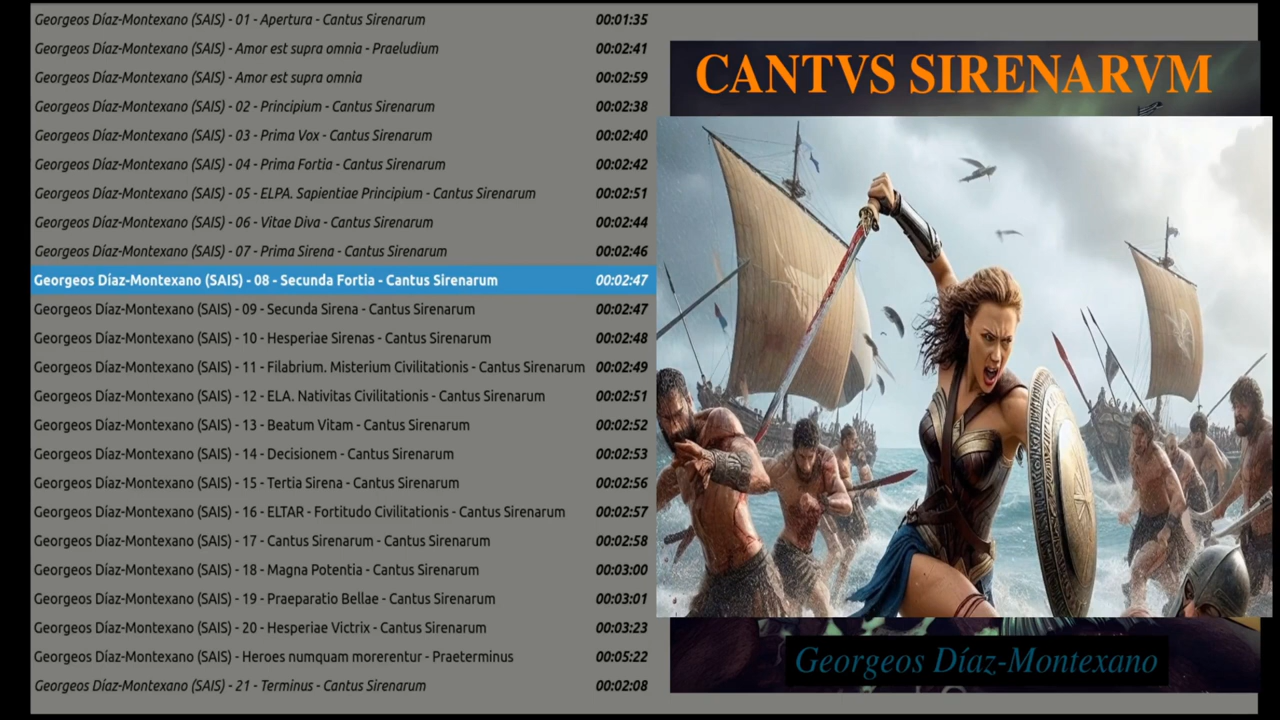 Georgeos Díaz-Montexano (SAIS) - 01 - Apertura - Cantus Sirenarum 00:01:35
Georgeos Díaz-Montexano (SAIS) - Amor est supra omnia - Praeludium 00:02:41
Georgeos Díaz-Montexano (SAIS) - Amor est supra omnia 00:02:59
Georgeos Díaz-Montexano (SAIS) - 02 - Principium - Cantus Sirenarum 00:02:38
Georgeos Díaz-Montexano (SAIS) - 03 - Prima Vox - Cantus Sirenarum 00:02:40
Georgeos Díaz-Montexano (SAIS) - 04 - Prima Fortia - Cantus Sirenarum 00:02:42
Georgeos Díaz-Montexano (SAIS) - 05 - ELPA. Sapientiae Principium - Cantus Sirenarum 00:02:51
Georgeos Díaz-Montexano (SAIS) - 06 - Vitae Diva - Cantus Sirenarum 00:02:44
Georgeos Díaz-Montexano (SAIS) - 07 - Prima Sirena - Cantus Sirenarum 00:02:46
Georgeos Díaz-Montexano (SAIS) - 08 - Secunda Fortia - Cantus Sirenarum 00:02:47
Georgeos Díaz-Montexano (SAIS) - 09 - Secunda Sirena - Cantus Sirenarum 00:02:47
Georgeos Díaz-Montexano (SAIS) - 10 - Hesperiae Sirenas - Cantus Sirenarum 00:02:48
Georgeos Díaz-Montexano (SAIS) - 11 - Filabrium. Misterium Civilitationis - Cantus Sirenarum 00:02:49
Georgeos Díaz-Montexano (SAIS) - 12 - ELA. Nativitas Civilitationis - Cantus Sirenarum 00:02:51
Georgeos Díaz-Montexano (SAIS) - 13 - Beatum Vitam - Cantus Sirenarum 00:02:52
Georgeos Díaz-Montexano (SAIS) - 14 - Decisionem - Cantus Sirenarum 00:02:53
Georgeos Díaz-Montexano (SAIS) - 15 - Tertia Sirena - Cantus Sirenarum 00:02:56
Georgeos Díaz-Montexano (SAIS) - 16 - ELTAR - Fortitudo Civilitationis - Cantus Sirenarum 00:02:57
Georgeos Díaz-Montexano (SAIS) - 17 - Cantus Sirenarum - Cantus Sirenarum 00:02:58
Georgeos Díaz-Montexano (SAIS) - 18 - Magna Potentia - Cantus Sirenarum 00:03:00
Georgeos Díaz-Montexano (SAIS) - 19 - Praeparatio Bellae - Cantus Sirenarum 00:03:01
Georgeos Díaz-Montexano (SAIS) - 20 - Hesperiae Victrix - Cantus Sirenarum 00:03:23
Georgeos Díaz-Montexano (SAIS) - Heroes numquam morerentur - Praeterminus 00:05:22
Georgeos Díaz-Montexano (SAIS) - 21 - Terminus - Cantus Sirenarum 00:02:08
CANTVS SIRENARVM
Georgeos Díaz-Montexano